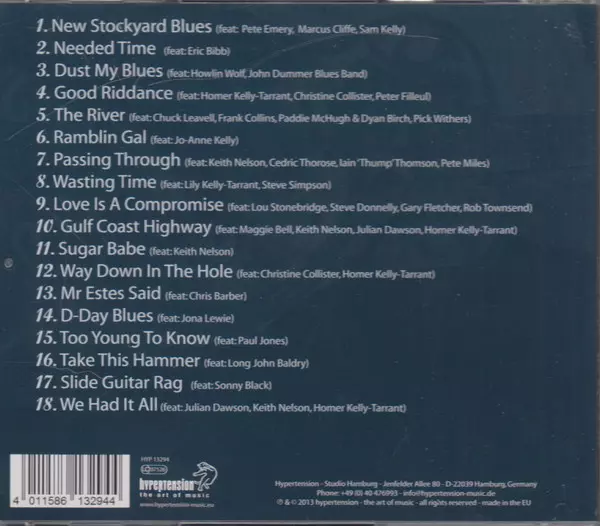 1. New Stockyard Blues (feat: Pete Emery, Marcus Cliffe, Sam Kelly)
2. Needed Time (feat: Eric Bibb)
3. Dust My Blues (feat: Howlin Wolf, John Dummer Blues Band)
4. Good Riddance (feat: Homer Kelly-Tarrant, Christine Collister, Peter Filleul)
5. The River (feat: Chuck Leavell, Frank Collins, Paddie McHugh & Dyan Birch, Pick Withers)
6. Ramblin Gal (feat: Jo-Anne Kelly)
7. Passing Through (feat: Keith Nelson, Cedric Thorose, Iain 'Thump' Thomson, Pete Miles)
8. Wasting Time (feat: Lily Kelly-Tarrant, Steve Simpson)
9. Love Is A Compromise (feat: Lou Stonebridge, Steve Donnelly, Gary Fletcher, Rob Townsend)
10. Gulf Coast Highway (feat: Maggie Bell, Keith Nelson, Julian Dawson, Homer Kelly-Tarrant)
11. Sugar Babe (feat: Keith Nelson)
12. Way Down In The Hole (feat: Christine Collister, Homer Kelly-Tarrant)
13. Mr Estes Said (feat: Chris Barber)
14. D-Day Blues (feat: Jona Lewie)
15. Too Young To Know (feat: Paul Jones)
16. Take This Hammer (feat: Long John Baldry)
17. Slide Guitar Rag (feat: Sonny Black)
18. We Had It All (feat: Julian Dawson, Keith Nelson, Homer Kelly-Tarrant)
HYP 13294
hypertension
the art of music
www.hypertension-music.eu
4 011586 132944
Hypertension - Studio Hamburg - Jenfelder Allee 80 - D-22039 Hamburg, Germany
Phone: +49 (0) 40 476993 - info@hypertension-music.de
℗ & © 2013 hypertension - the art of music - all rights reserved - made in the EU